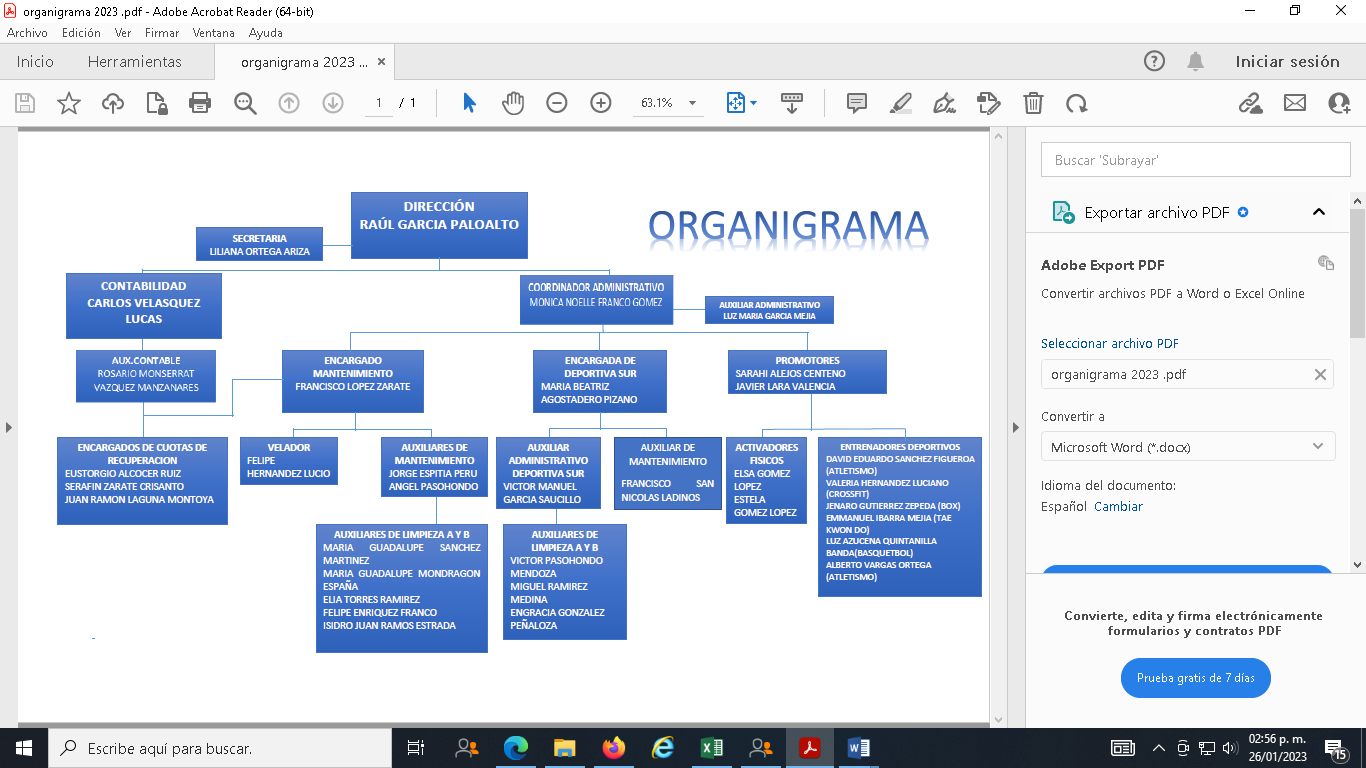 organigrama 2023 .pdf - Adobe Acrobat Reader (64-bit)
Archivo Edición Ver Firmar Ventana Ayuda
Inicio Herramientas organigrama 2023 ... × Iniciar sesión
1 / 1 63.1%
Buscar 'Subrayar'
Exportar archivo PDF
Adobe Export PDF
Convertir archivos PDF a Word o Excel Online
Seleccionar archivo PDF
organigrama 2023 .pdf
Convertir a
Microsoft Word (*.docx)
Idioma del documento:
Español Cambiar
Convierte, edita y firma electrónicamente
formularios y contratos PDF
Prueba gratis de 7 días
ORGANIGRAMA
DIRECCIÓN
RAÚL GARCIA PALOALTO
SECRETARIA
LILIANA ORTEGA ARIZA
CONTABILIDAD
CARLOS VELASQUEZ
LUCAS
COORDINADOR ADMINISTRATIVO
MONICA NOELLE FRANCO GOMEZ
AUXILIAR ADMINISTRATIVO
LUZ MARIA GARCIA MEJIA
AUX.CONTABLE
ROSARIO MONSERRAT
VAZQUEZ MANZANARES
ENCARGADO
MANTENIMIENTO
FRANCISCO LOPEZ ZARATE
ENCARGADA DE
DEPORTIVA SUR
MARIA BEATRIZ
AGOSTADERO PIZANO
PROMOTORES
SARAHI ALEJOS CENTENO
JAVIER LARA VALENCIA
ENCARGADOS DE CUOTAS DE
RECUPERACION
EUSTORGIO ALCOCER RUIZ
SERAFIN ZARATE CRISANTO
JUAN RAMON LAGUNA MONTOYA
VELADOR
FELIPE
HERNANDEZ LUCIO
AUXILIARES DE
MANTENIMIENTO
JORGE ESPITIA PERU
ANGEL PASOHONDO
AUXILIAR
ADMINISTRATIVO
DEPORTIVA SUR
VICTOR MANUEL
GARCIA SAUCILLO
AUXILIAR DE
MANTENIMIENTO
FRANCISCO SAN
NICOLAS LADINOS
ACTIVADORES
FISICOS
ELSA GOMEZ
LOPEZ
ESTELA
GOMEZ LOPEZ
ENTRENADORES DEPORTIVOS
DAVID EDUARDO SANCHEZ FIGUEROA
(ATLETISMO)
VALERIA HERNANDEZ LUCIANO
(CROSSFIT)
JENARO GUTIERREZ ZEPEDA (BOX)
EMMANUEL IBARRA MEJIA (TAE
KWON DO)
LUZ AZUCENA QUINTANILLA
BANDA(BASQUETBOL)
ALBERTO VARGAS ORTEGA
(ATLETISMO)
AUXILIARES DE LIMPIEZA A Y B
MARIA GUADALUPE SANCHEZ
MARTINEZ
MARIA GUADALUPE MONDRAGON
ESPAÑA
ELIA TORRES RAMIREZ
FELIPE ENRIQUEZ FRANCO
ISIDRO JUAN RAMOS ESTRADA
AUXILIARES DE
LIMPIEZA A Y B
VICTOR PASOHONDO
MENDOZA
MIGUEL RAMIREZ
MEDINA
ENGRACIA GONZALEZ
PEÑALOZA
Escribe aquí para buscar.
02:56 p. m.
26/01/2023
15